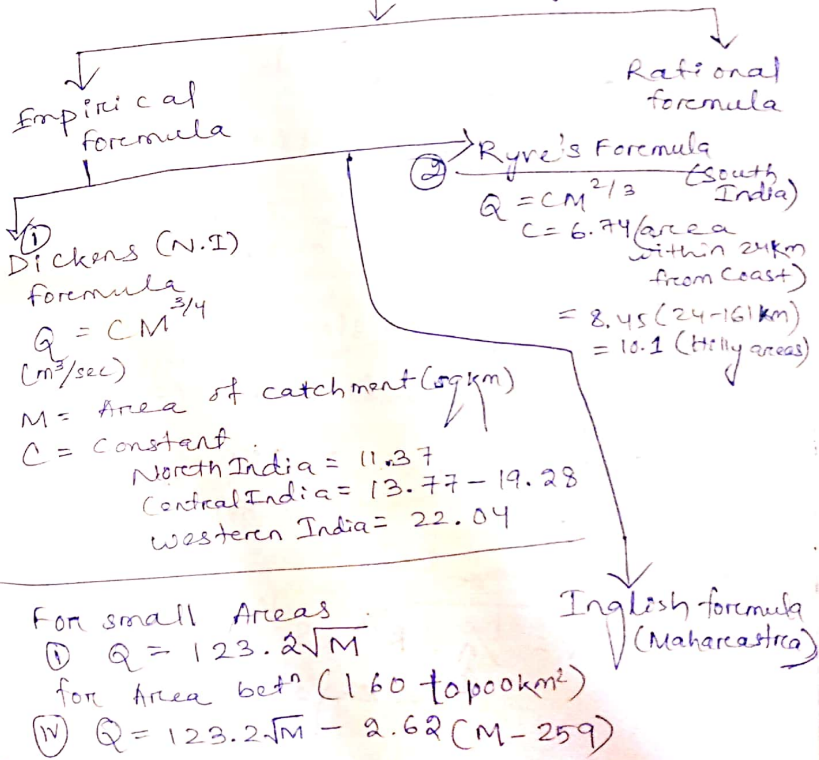 Empirical
formula
Rational
formula
① Dickens (N.I)
formula
Q = CM^3/4
(m³/sec)
M = Area of catchment (sqkm)
C = Constant
North India = 11.37
Central India = 13.77 - 19.28
Western India = 22.04
② Ryve's Formula
(South India)
Q = CM^2/3
C = 6.74 (area
within 24km
from Coast)
= 8.45 (24-161 km)
= 10.1 (Hilly areas)
Inglish formula
(Maharastra)
For small Areas
① Q = 123.2√M
for Area betn (160 to
km²)
IV Q = 123.2√M - 2.62 (M - 259)